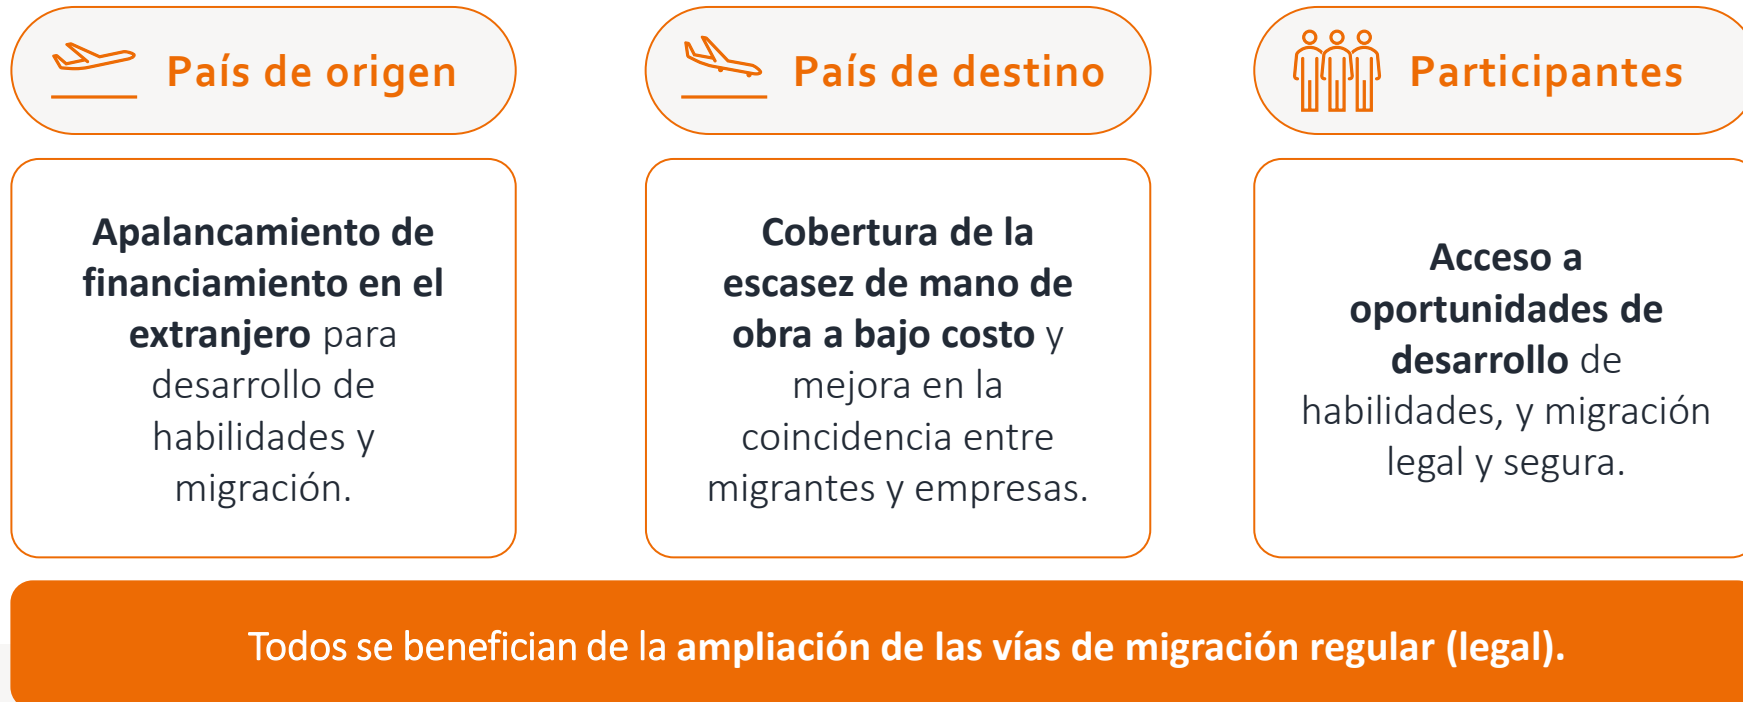 País de origen
Apalancamiento de
financiamiento en el
extranjero para
desarrollo de
habilidades y
migración.
País de destino
Cobertura de la
escasez de mano de
obra a bajo costo y
mejora en la
coincidencia entre
migrantes y empresas.
Participantes
Acceso a
oportunidades de
desarrollo de
habilidades, y migración
legal y segura.
Todos se benefician de la ampliación de las vías de migración regular (legal).